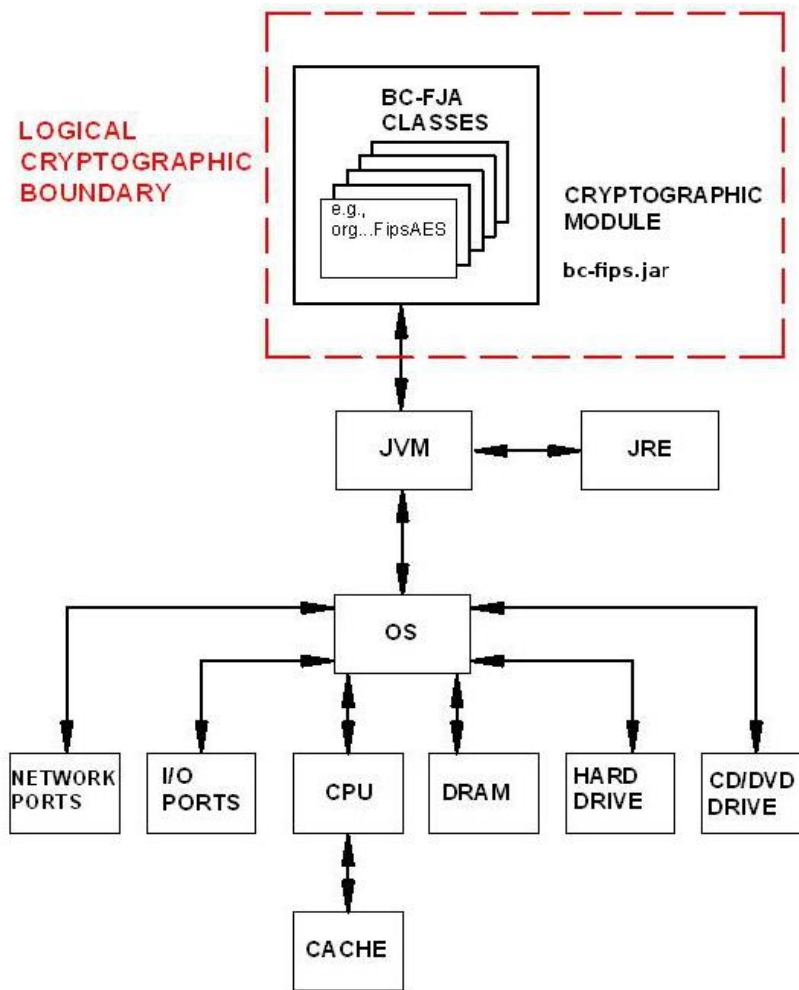 BC-FJA
CLASSES
e.g.,
org...FipsAES
LOGICAL
CRYPTOGRAPHIC
BOUNDARY
CRYPTOGRAPHIC
MODULE
bc-fips.jar
JVM
JRE
OS
NETWORK
PORTS
I/O
PORTS
CPU
DRAM
HARD
DRIVE
CD/DVD
DRIVE
CACHE